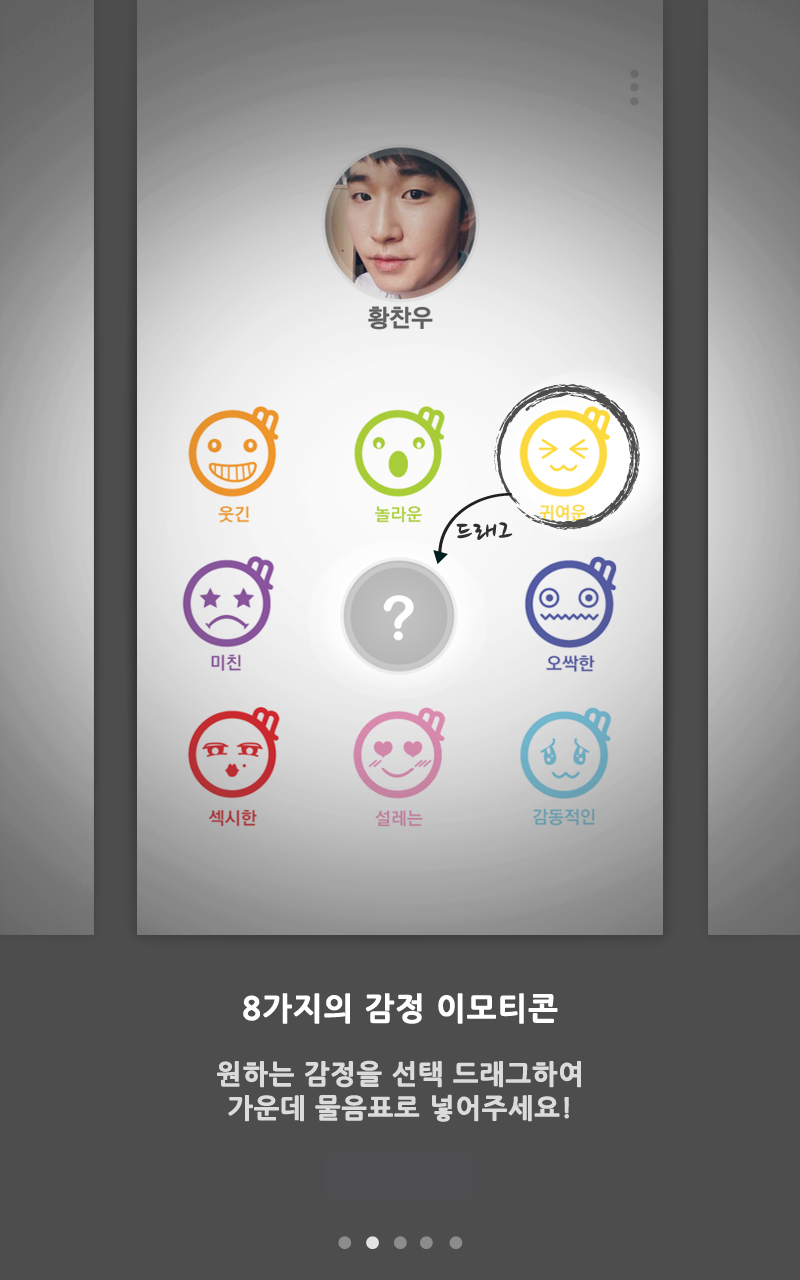 황찬우
웃긴
놀라운
귀여운
드래그
미친
?
오싹한
섹시한
설레는
감동적인
8가지의 감정 이모티콘
원하는 감정을 선택 드래그하여
가운데 물음표로 넣어주세요!